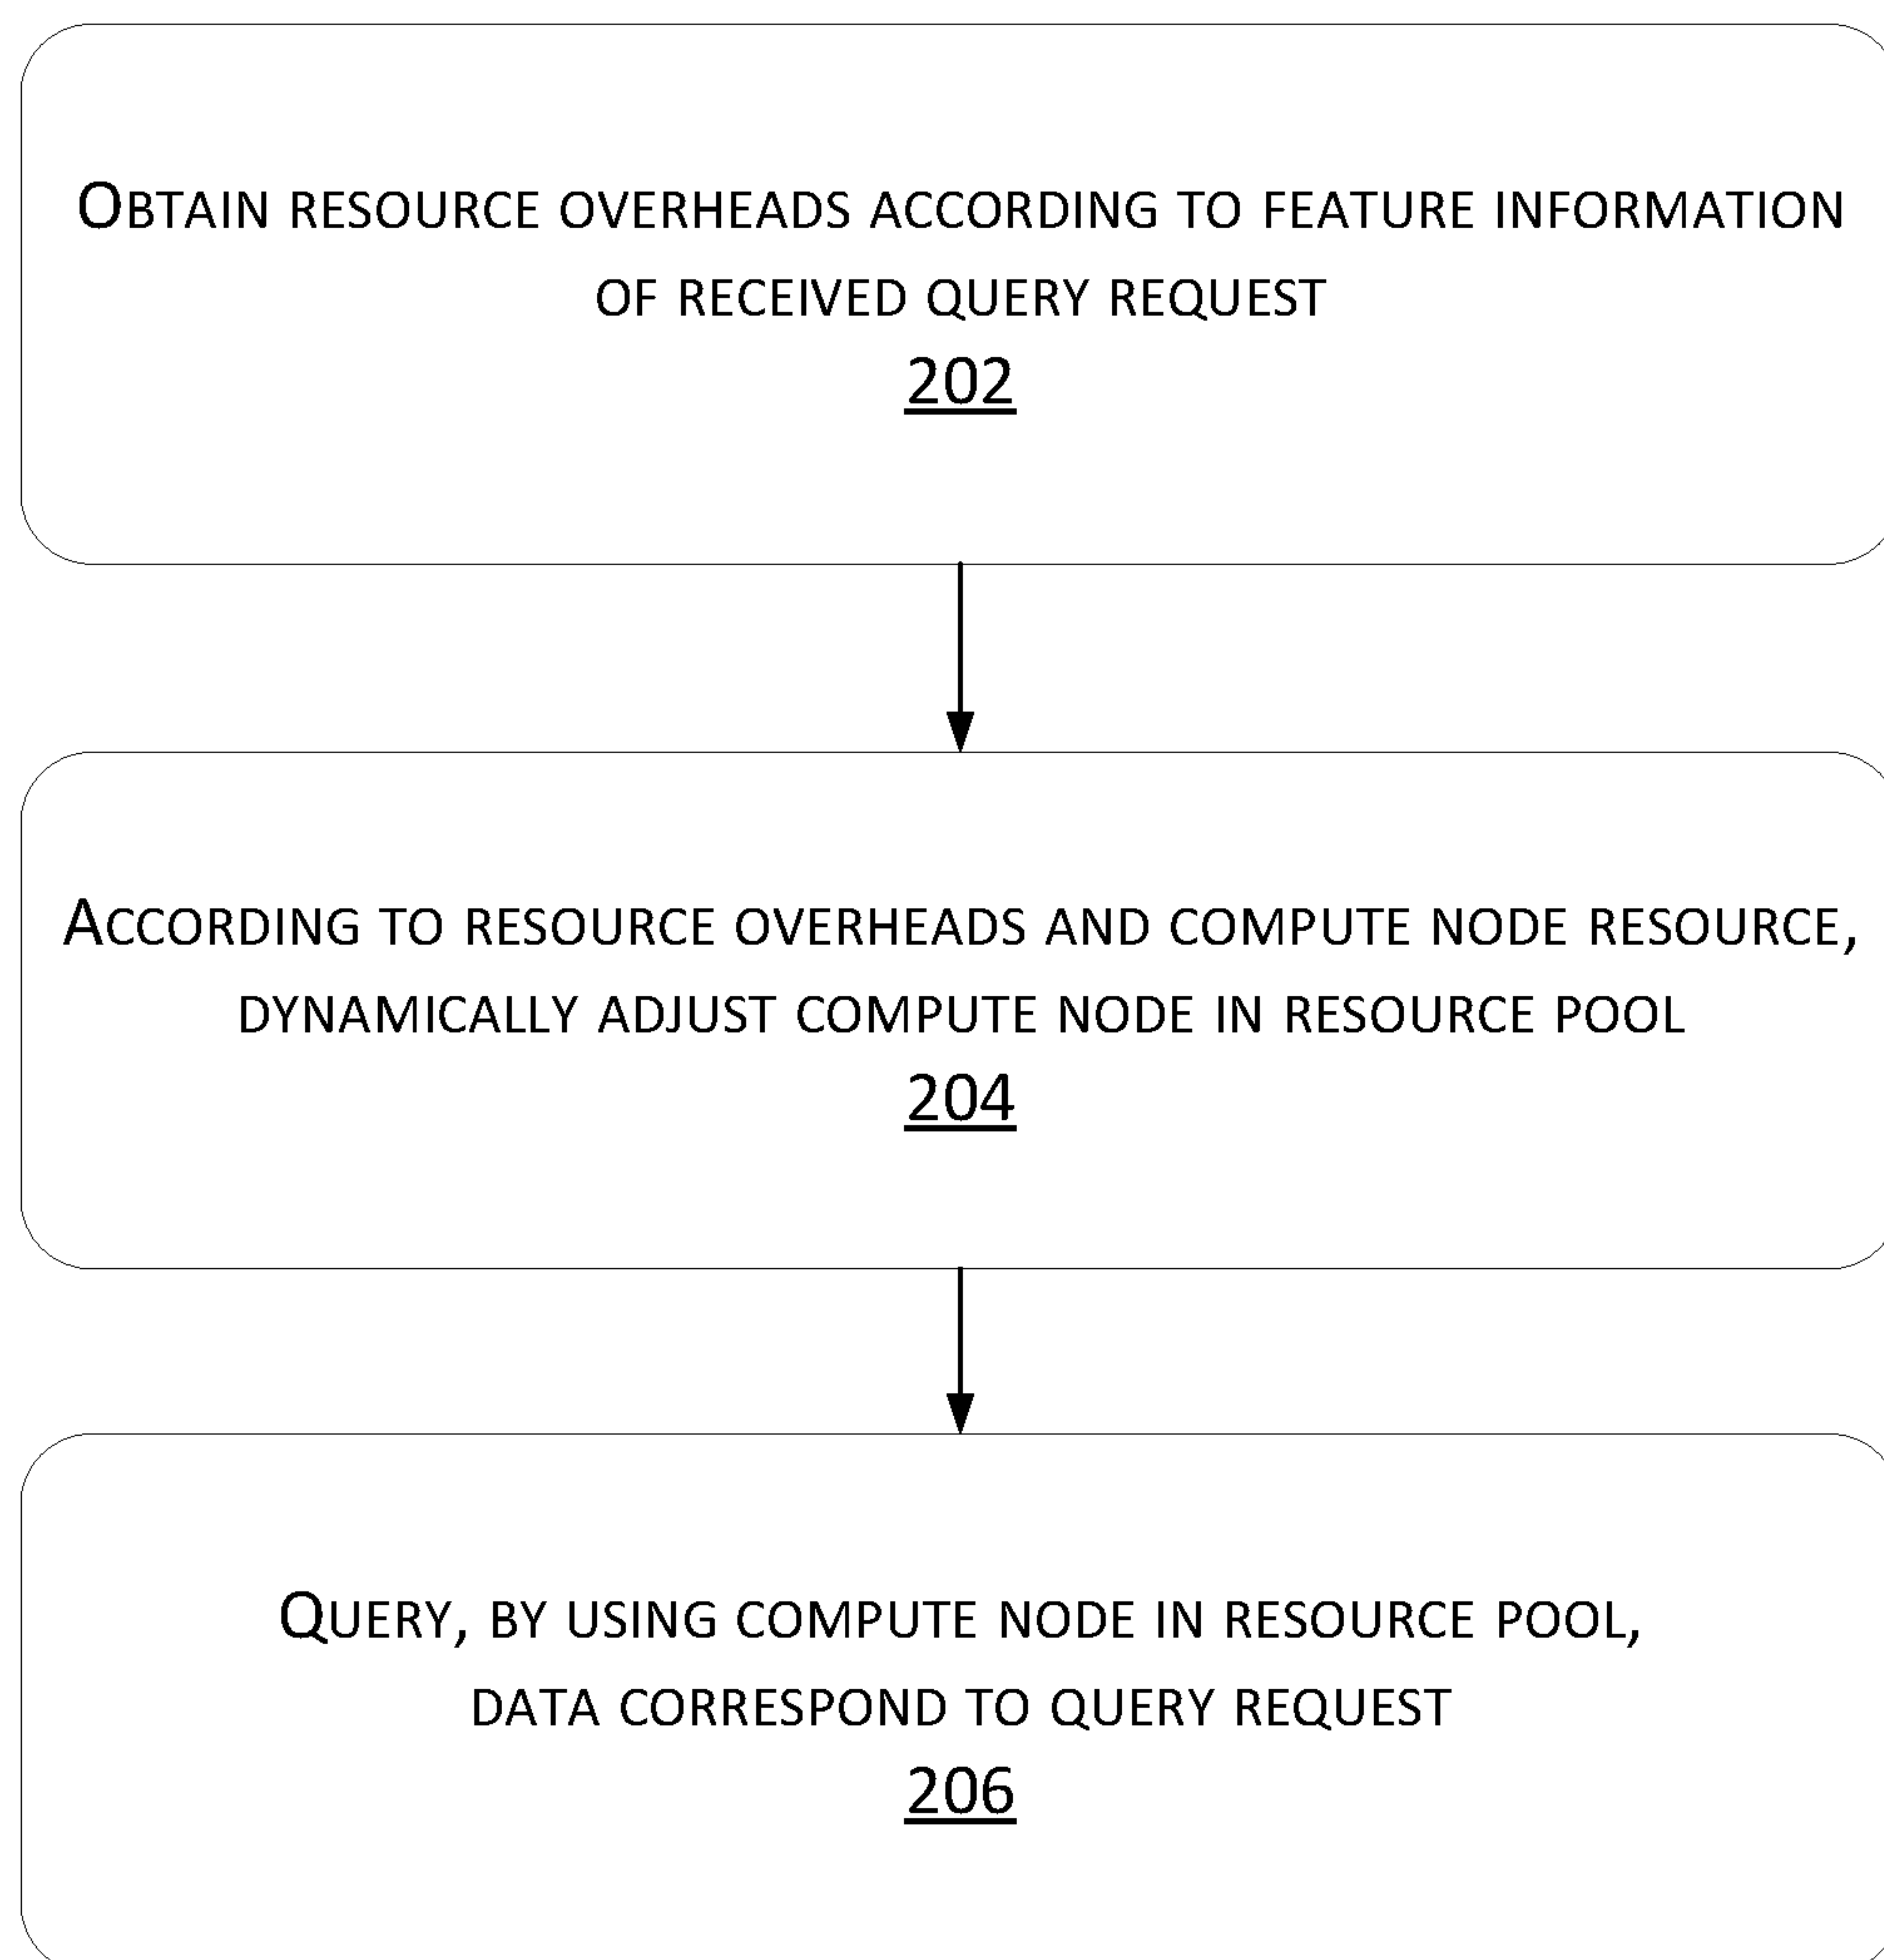 OBTAIN RESOURCE OVERHEADS ACCORDING TO FEATURE INFORMATION
OF RECEIVED QUERY REQUEST
202
ACCORDING TO RESOURCE OVERHEADS AND COMPUTE NODE RESOURCE,
DYNAMICALLY ADJUST COMPUTE NODE IN RESOURCE POOL
204
QUERY, BY USING COMPUTE NODE IN RESOURCE POOL,
DATA CORRESPOND TO QUERY REQUEST
206